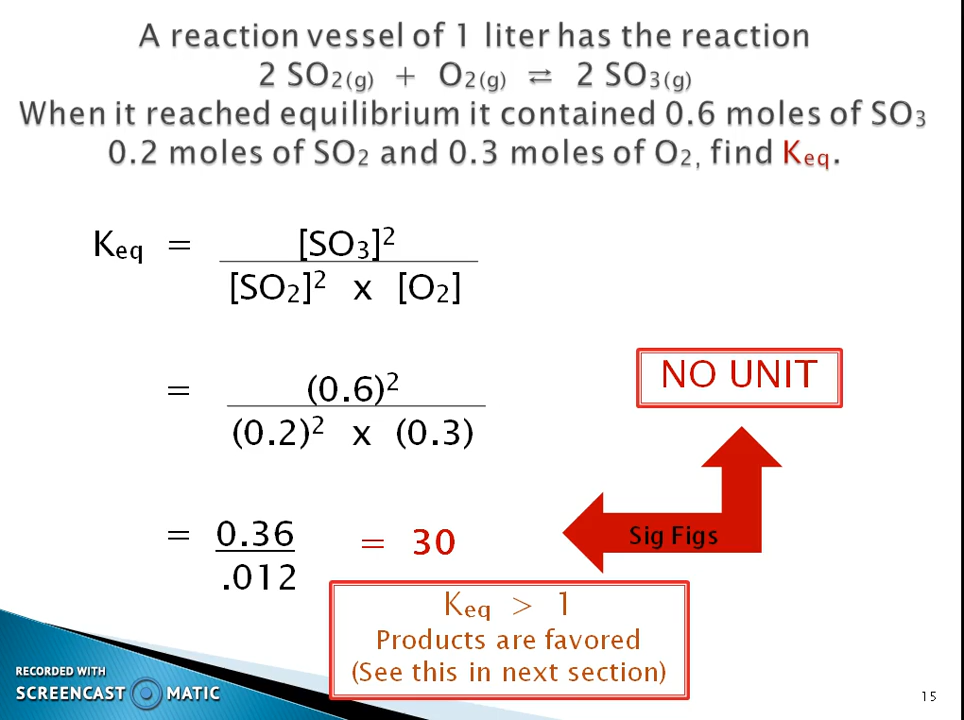 A reaction vessel of 1 liter has the reaction
2 SO2(g) + O2(g) ⇄ 2 SO3(g)
When it reached equilibrium it contained 0.6 moles of SO3
0.2 moles of SO2 and 0.3 moles of O2, find Keq.
Keq = [SO3]²
[SO2]² x [O2]
NO UNIT
= (0.6)²
(0.2)² x (0.3)
Sig Figs
= 0.36 = 30
.012
Keq > 1
Products are favored
(See this in next section)
RECORDED WITH
SCREENCAST MATIC
15